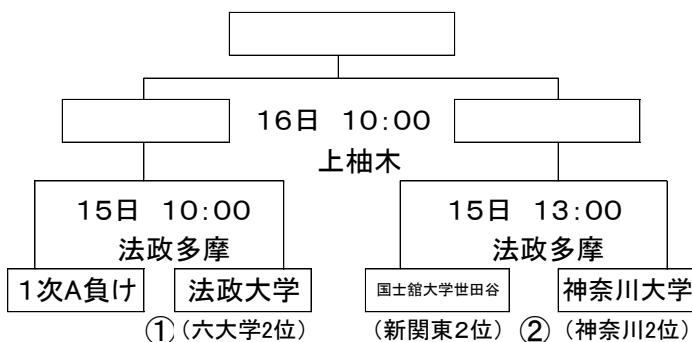 16日 10:00
上柚木
15日 10:00
法政多摩
15日 13:00
法政多摩
1次A負け
法政大学
国士舘大学世田谷
神奈川大学
① (六大学2位)
(新関東2位) ② (神奈川2位)